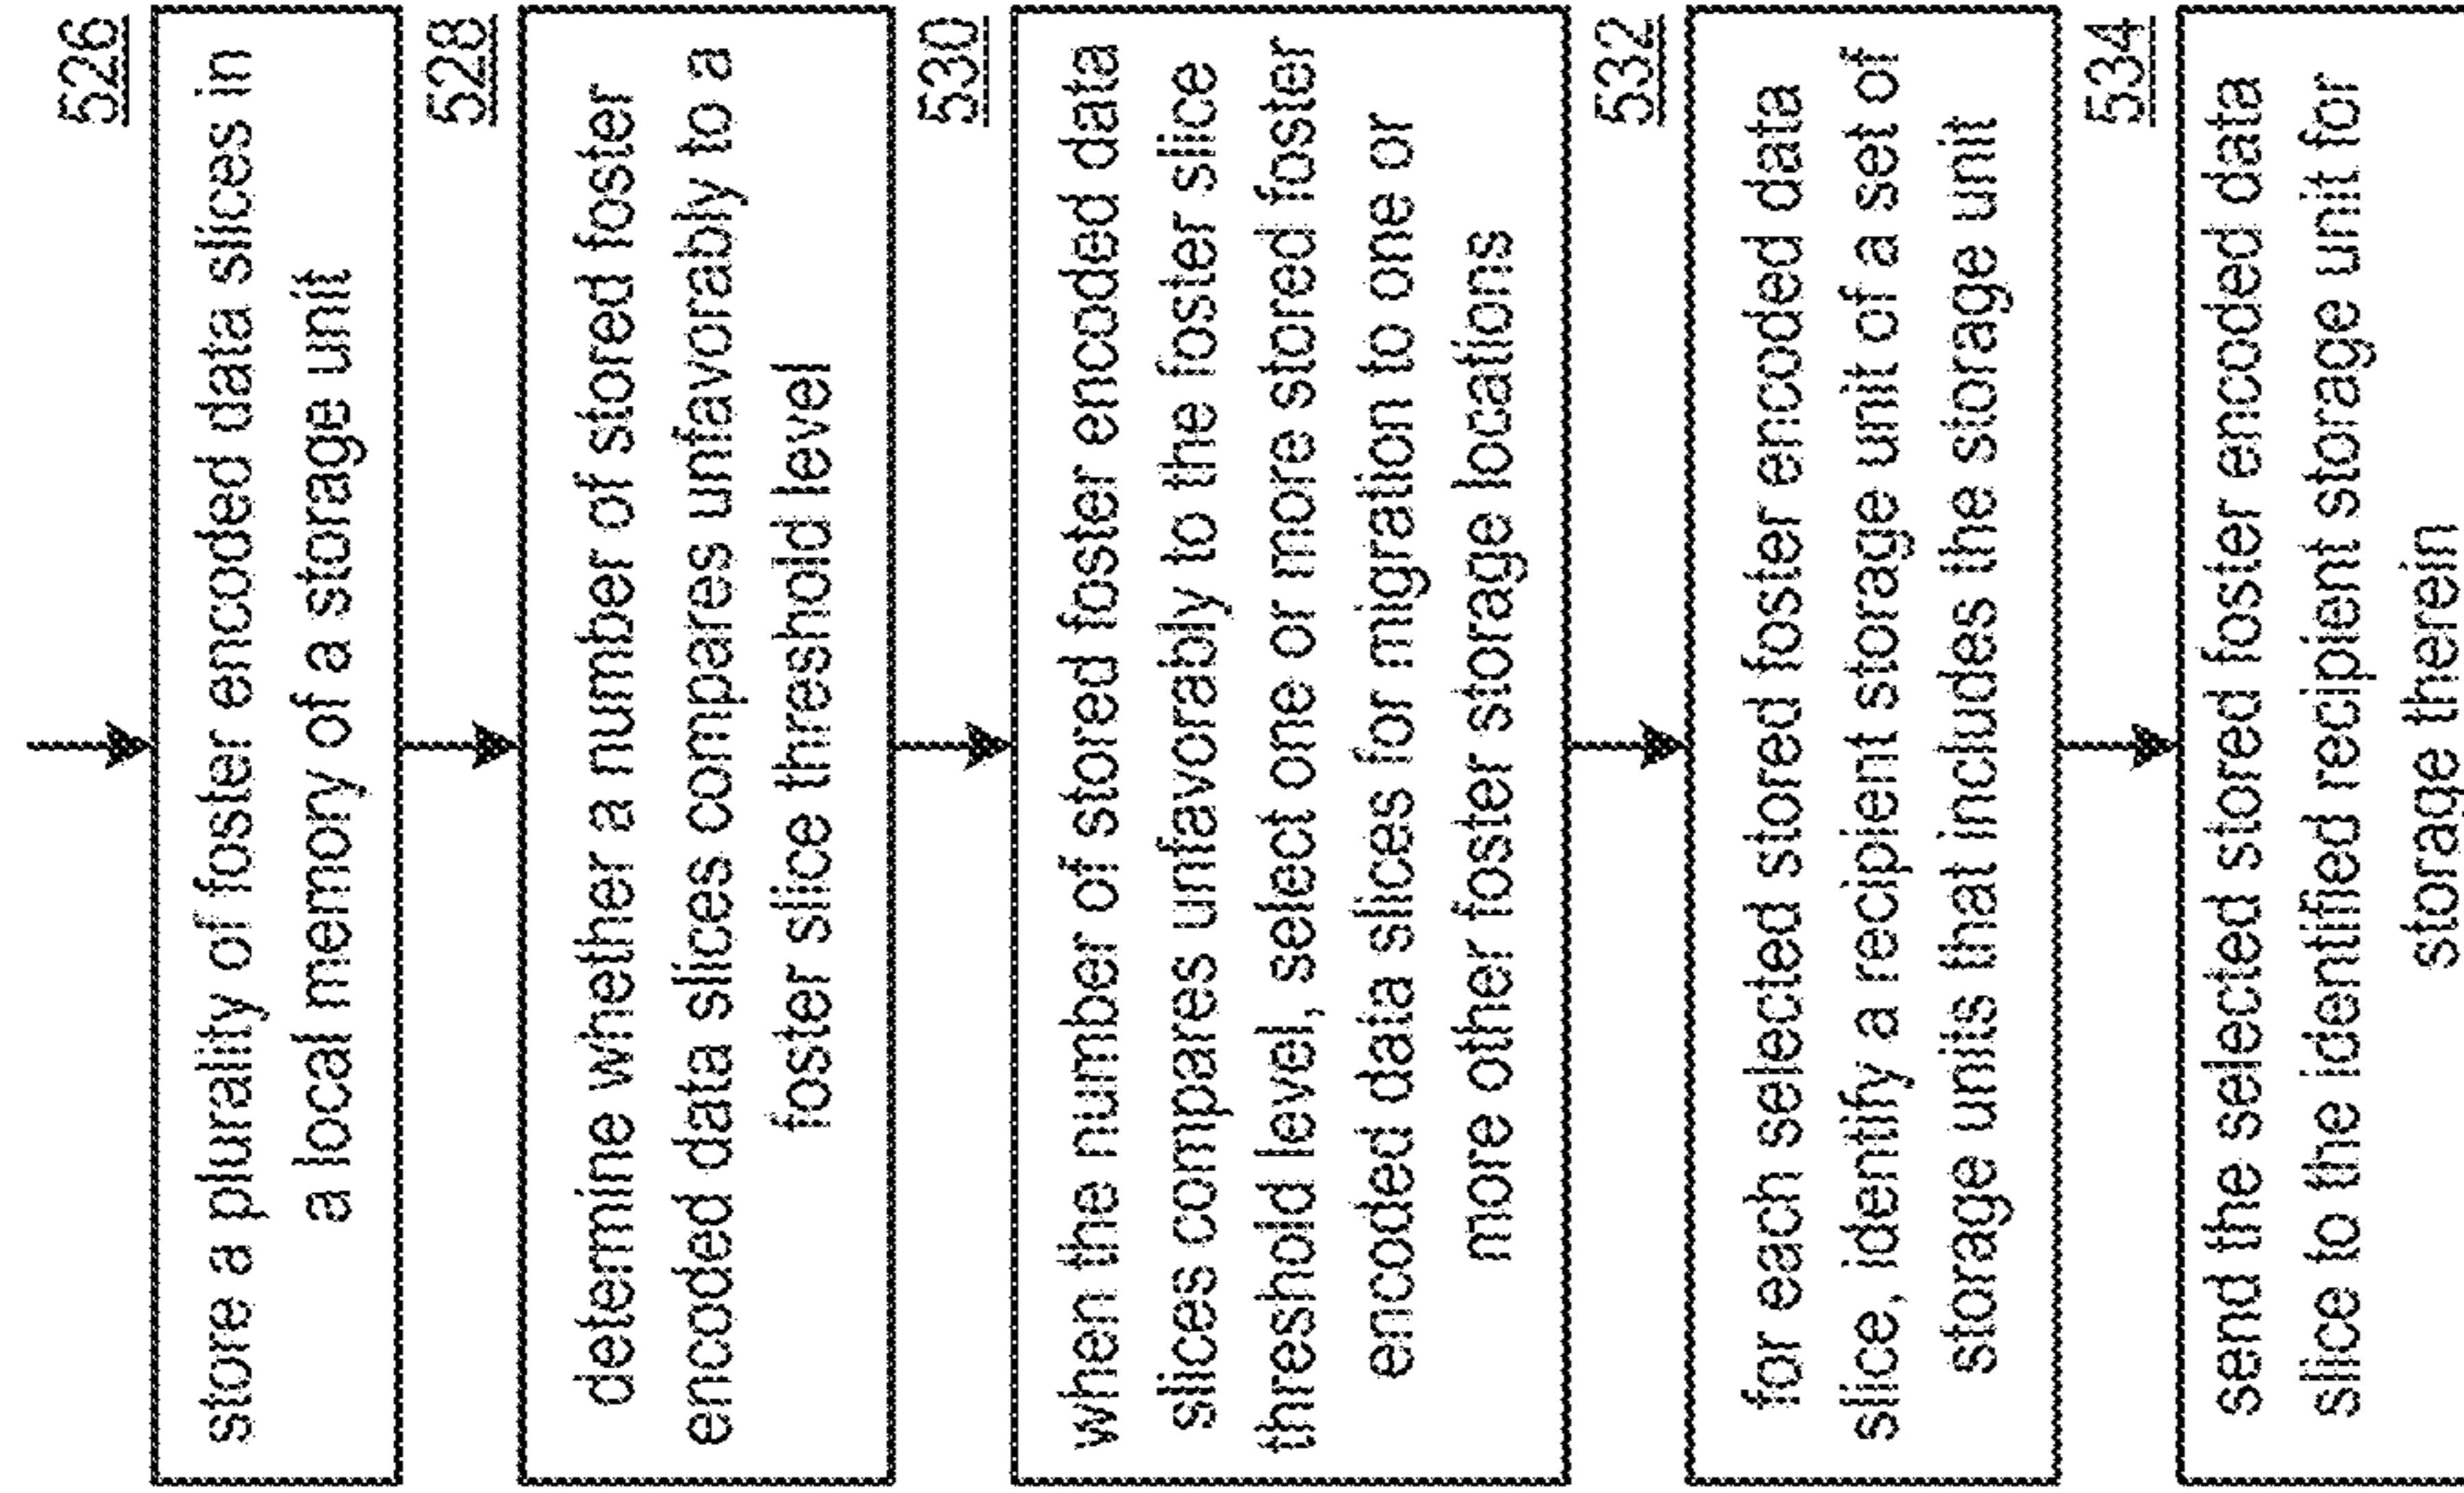 526
store a plurality of foster encoded data slices in
a local memory of a storage unit
528
determine whether a number of stored foster
encoded data slices compares unfavorably to a
foster slice threshold level
530
when the number of stored foster encoded data
slices compares unfavorably to the foster slice
threshold level, select one or more stored foster
encoded data slices for migration to one or
more other foster storage locations
532
for each selected stored foster encoded data
slice, identify a recipient storage unit of a set of
storage units that includes the storage unit
534
send the selected stored foster encoded data
slice to the identified recipient storage unit for
storage therein